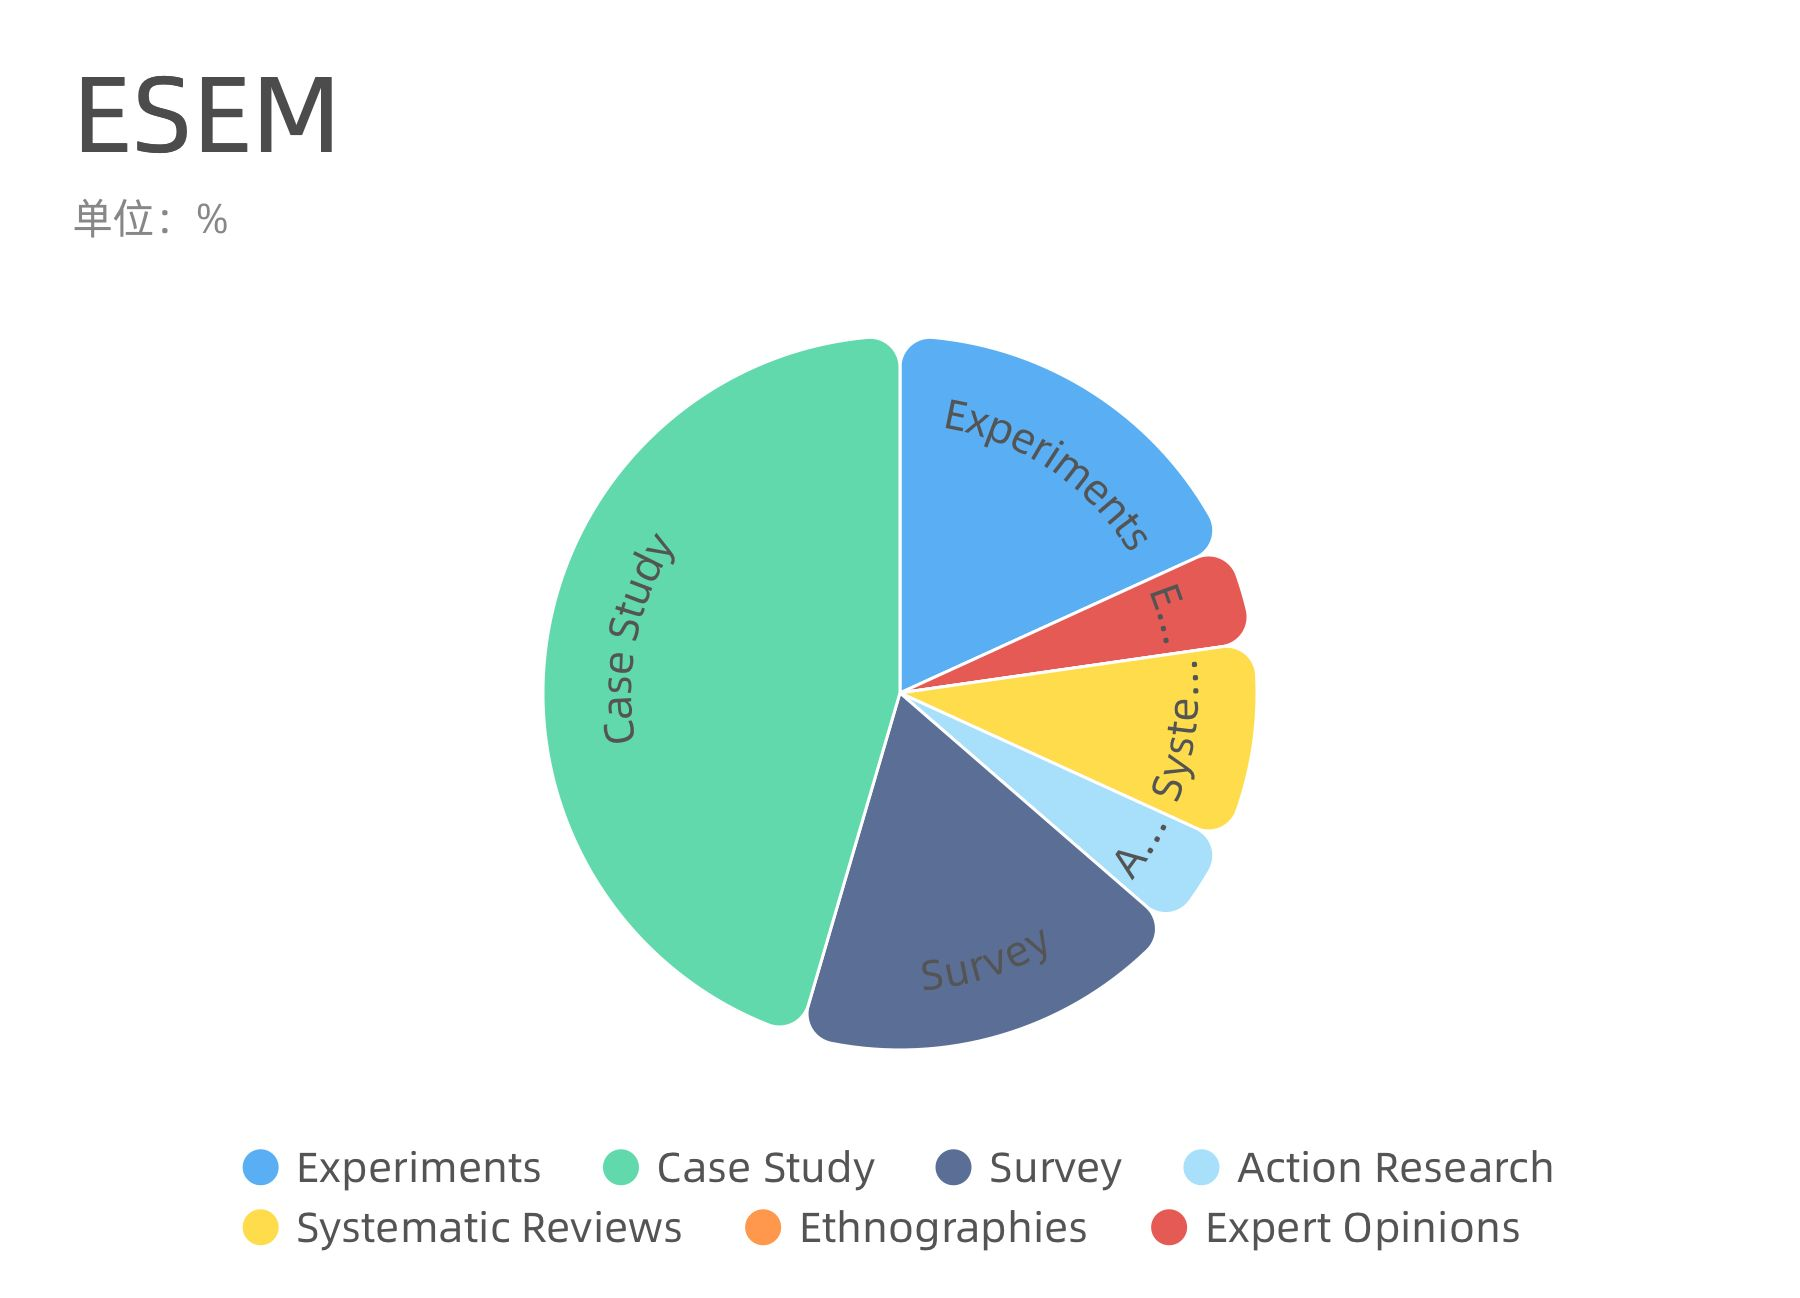 ESEM
单位：%
Experiments
E...
Syste...
A...
Survey
Case Study
Experiments Case Study Survey Action Research
Systematic Reviews Ethnographies Expert Opinions